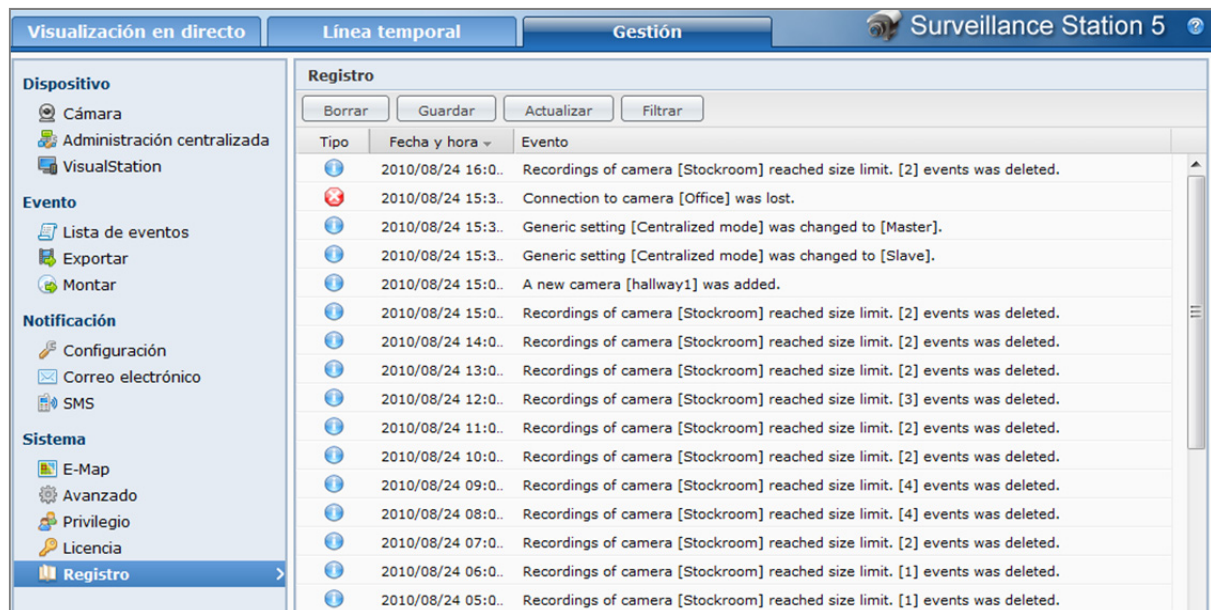 Visualización en directo Línea temporal Gestión Surveillance Station 5 ?
Dispositivo
Cámara
Administración centralizada
VisualStation
Evento
Lista de eventos
Exportar
Montar
Notificación
Configuración
Correo electrónico
SMS
Sistema
E-Map
Avanzado
Privilegio
Licencia
Registro
Registro
Borrar Guardar Actualizar Filtrar
Tipo Fecha y hora Evento
2010/08/24 16:0.. Recordings of camera [Stockroom] reached size limit. [2] events was deleted.
2010/08/24 15:3.. Connection to camera [Office] was lost.
2010/08/24 15:3.. Generic setting [Centralized mode] was changed to [Master].
2010/08/24 15:3.. Generic setting [Centralized mode] was changed to [Slave].
2010/08/24 15:0.. A new camera [hallway1] was added.
2010/08/24 15:0.. Recordings of camera [Stockroom] reached size limit. [2] events was deleted.
2010/08/24 14:0.. Recordings of camera [Stockroom] reached size limit. [2] events was deleted.
2010/08/24 13:0.. Recordings of camera [Stockroom] reached size limit. [2] events was deleted.
2010/08/24 12:0.. Recordings of camera [Stockroom] reached size limit. [3] events was deleted.
2010/08/24 11:0.. Recordings of camera [Stockroom] reached size limit. [2] events was deleted.
2010/08/24 10:0.. Recordings of camera [Stockroom] reached size limit. [2] events was deleted.
2010/08/24 09:0.. Recordings of camera [Stockroom] reached size limit. [4] events was deleted.
2010/08/24 08:0.. Recordings of camera [Stockroom] reached size limit. [4] events was deleted.
2010/08/24 07:0.. Recordings of camera [Stockroom] reached size limit. [2] events was deleted.
2010/08/24 06:0.. Recordings of camera [Stockroom] reached size limit. [1] events was deleted.
2010/08/24 05:0.. Recordings of camera [Stockroom] reached size limit. [1] events was deleted.